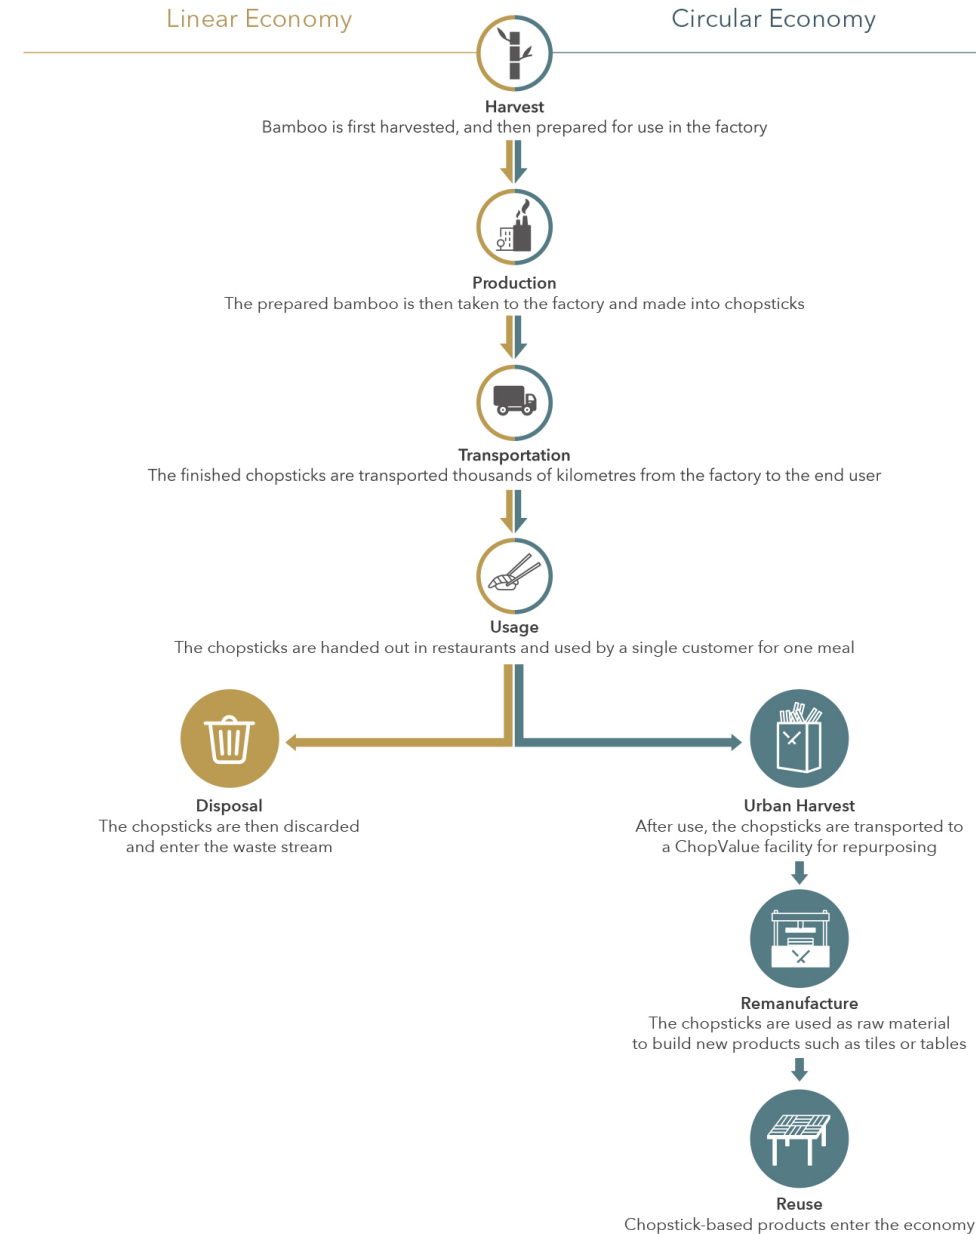 Linear Economy
Circular Economy
Harvest
Bamboo is first harvested, and then prepared for use in the factory
Production
The prepared bamboo is then taken to the factory and made into chopsticks
Transportation
The finished chopsticks are transported thousands of kilometres from the factory to the end user
Usage
The chopsticks are handed out in restaurants and used by a single customer for one meal
Disposal
The chopsticks are then discarded
and enter the waste stream
Urban Harvest
After use, the chopsticks are transported to
a ChopValue facility for repurposing
Remanufacture
The chopsticks are used as raw material
to build new products such as tiles or tables
Reuse
Chopstick-based products enter the economy